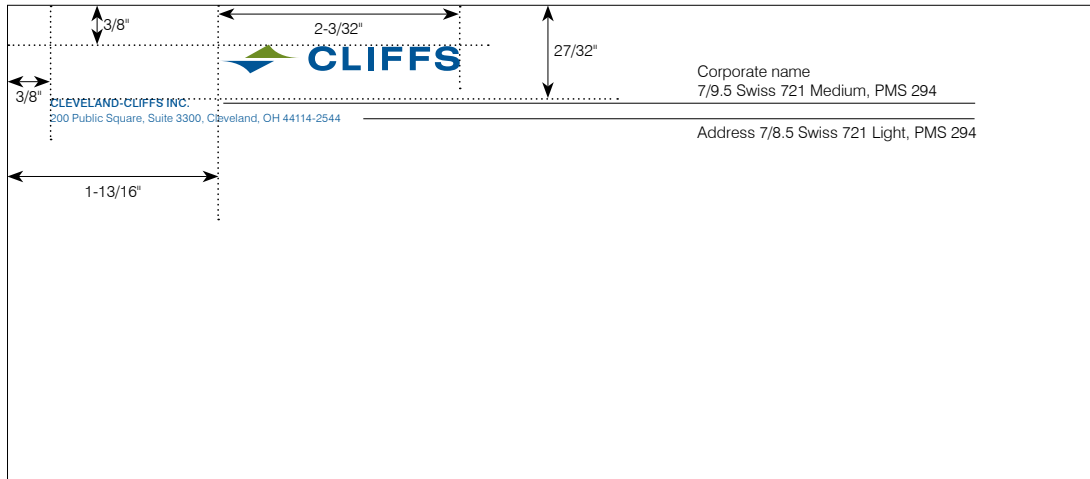 3/8"
2-3/32"
CLIFFS
27/32"
3/8"
Corporate name
7/9.5 Swiss 721 Medium, PMS 294
CLEVELAND-CLIFFS INC.
200 Public Square, Suite 3300, Cleveland, OH 44114-2544
Address 7/8.5 Swiss 721 Light, PMS 294
1-13/16"